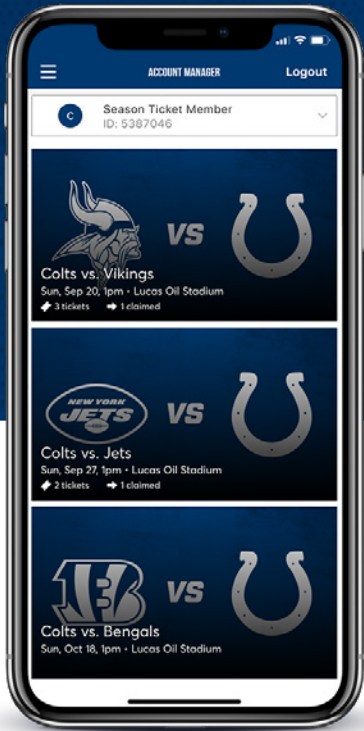 ACCOUNT MANAGER
Logout
C
Season Ticket Member
ID: 5387046
VS
Colts vs. Vikings
Sun, Sep 20, 1pm • Lucas Oil Stadium
3 tickets 1 claimed
NEW YORK
JETS
VS
Colts vs. Jets
Sun, Sep 27, 1pm • Lucas Oil Stadium
2 tickets 1 claimed
B
VS
Colts vs. Bengals
Sun, Oct 18, 1pm • Lucas Oil Stadium